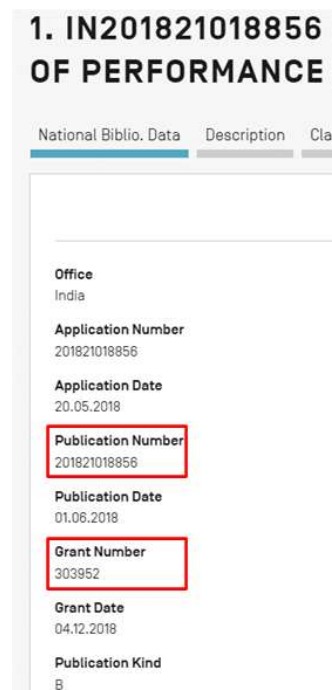 1. IN201821018856
OF PERFORMANCE
National Biblio. Data Description Cla
Office
India
Application Number
201821018856
Application Date
20.05.2018
Publication Number
201821018856
Publication Date
01.06.2018
Grant Number
303952
Grant Date
04.12.2018
Publication Kind
B